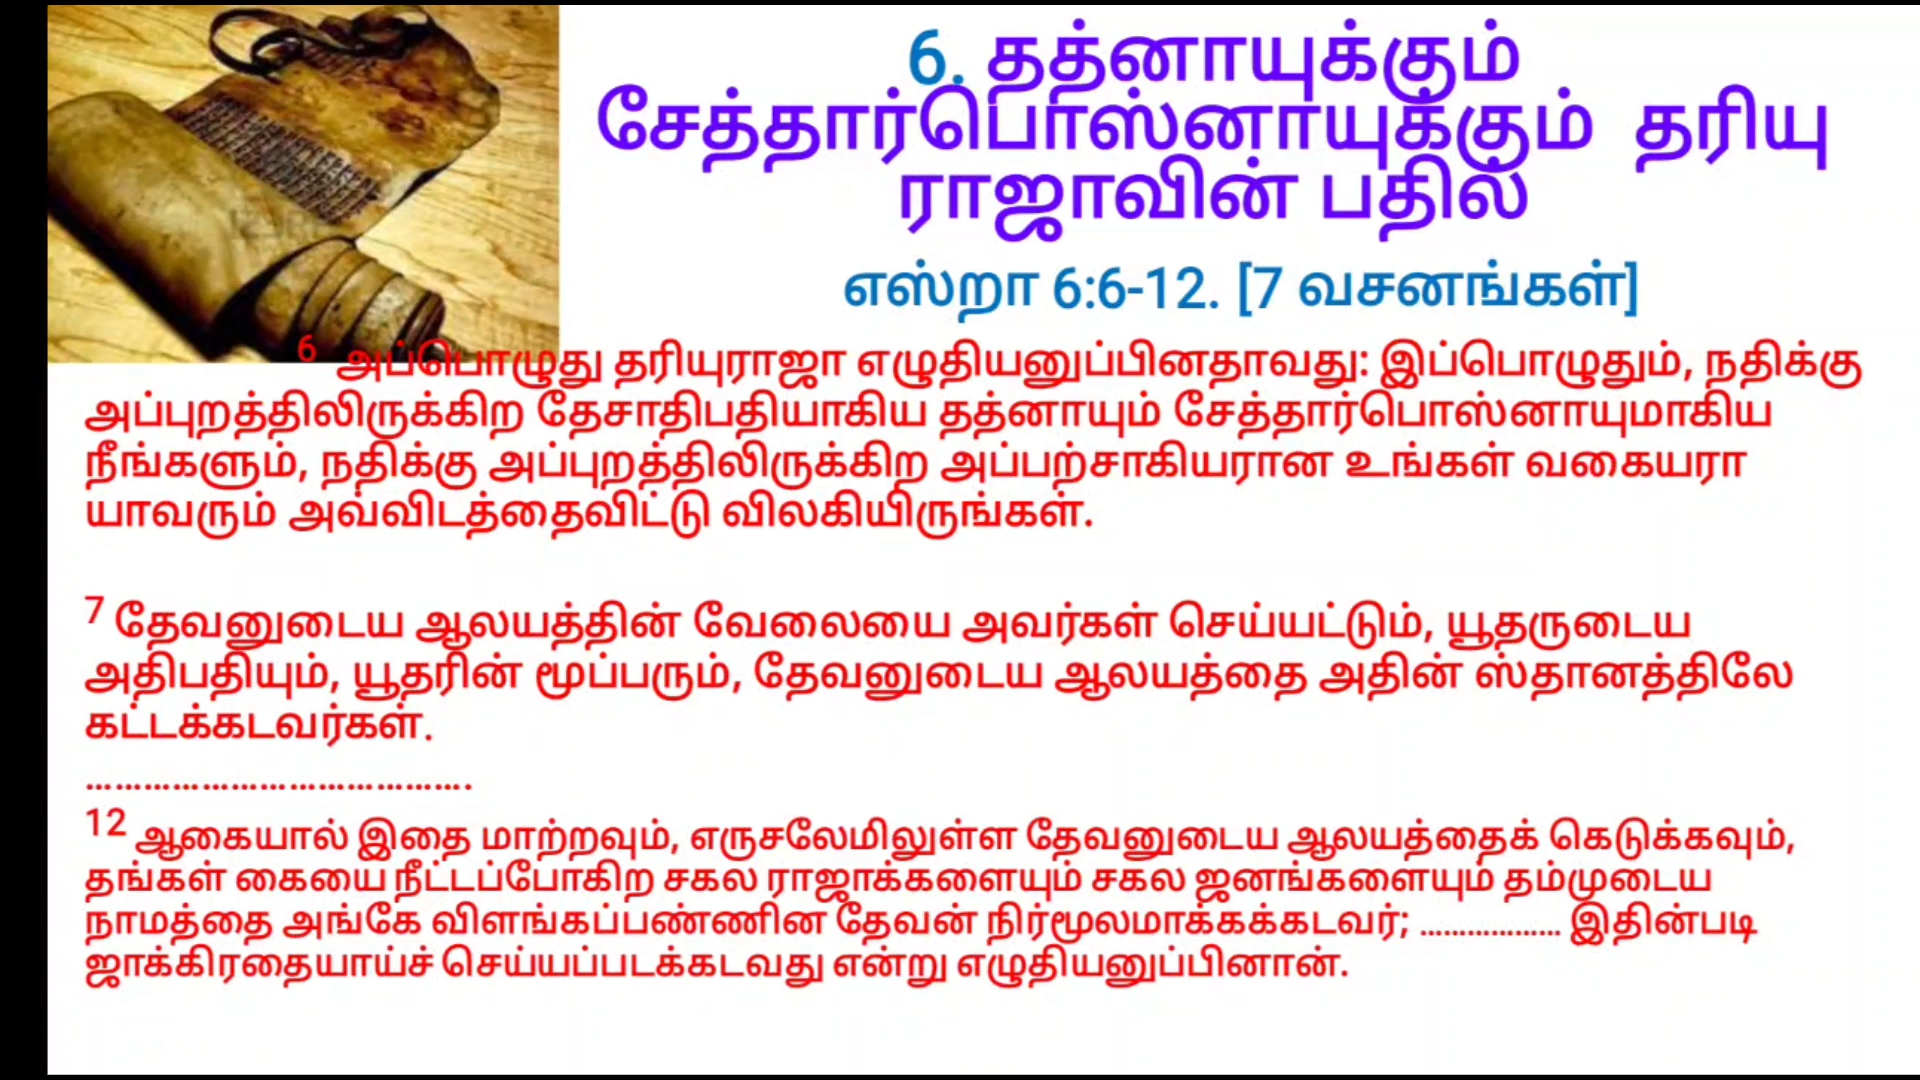 6. தத்னாயுக்கும்
சேத்தார்பொஸ்னாயுக்கும் தரியு
ராஜாவின் பதில்
எஸ்றா 6:6-12. [7 வசனங்கள்]
6 அப்பொழுது தரியுராஜா எழுதியனுப்பினதாவது: இப்பொழுதும், நதிக்கு
அப்புறத்திலிருக்கிற தேசாதிபதியாகிய தத்னாயும் சேத்தார்பொஸ்னாயுமாகிய
நீங்களும், நதிக்கு அப்புறத்திலிருக்கிற அப்பற்சாகியரான உங்கள் வகையரா
யாவரும் அவ்விடத்தைவிட்டு விலகியிருங்கள்.
7 தேவனுடைய ஆலயத்தின் வேலையை அவர்கள் செய்யட்டும், யூதருடைய
அதிபதியும், யூதரின் மூப்பரும், தேவனுடைய ஆலயத்தை அதின் ஸ்தானத்திலே
கட்டக்கடவர்கள்.
………………………………….
12 ஆகையால் இதை மாற்றவும், எருசலேமிலுள்ள தேவனுடைய ஆலயத்தைக் கெடுக்கவும்,
தங்கள் கையை நீட்டப்போகிற சகல ராஜாக்களையும் சகல ஜனங்களையும் தம்முடைய
நாமத்தை அங்கே விளங்கப்பண்ணின தேவன் நிர்மூலமாக்கக்கடவர்; ……………… இதின்படி
ஜாக்கிரதையாய்ச் செய்யப்படக்கடவது என்று எழுதியனுப்பினான்.